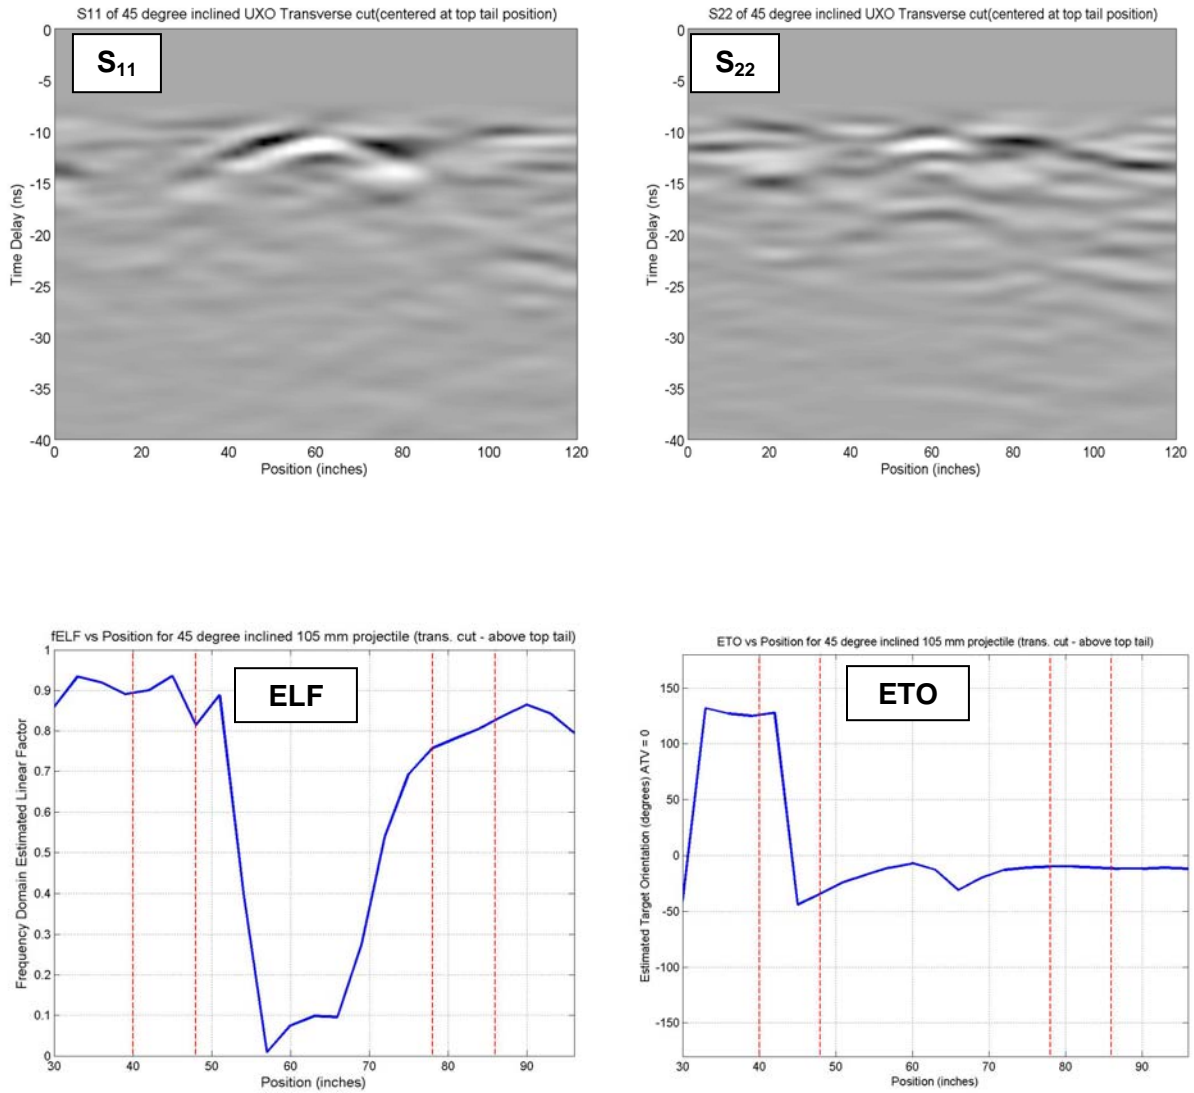 S11 of 45 degree inclined UXO Transverse cut(centered at top tail position)
S₁₁
0
-5
-10
-15
-20
-25
-30
-35
-40
Time Delay (ns)
0 20 40 60 80 100 120
Position (inches)
S22 of 45 degree inclined UXO Transverse cut(centered at top tail position)
S₂₂
0
-5
-10
-15
-20
-25
-30
-35
-40
Time Delay (ns)
0 20 40 60 80 100 120
Position (inches)
fELF vs Position for 45 degree inclined 105 mm projectile (trans. cut - above top tail)
ELF
1
0.9
0.8
0.7
0.6
0.5
0.4
0.3
0.2
0.1
0
Frequency Domain Estimated Linear Factor
30 40 50 60 70 80 90
Position (inches)
ETO vs Position for 45 degree inclined 105 mm projectile (trans. cut - above top tail)
ETO
150
100
50
0
-50
-100
-150
Estimated Target Orientation (degrees) ATV = 0
30 40 50 60 70 80 90
Position (inches)